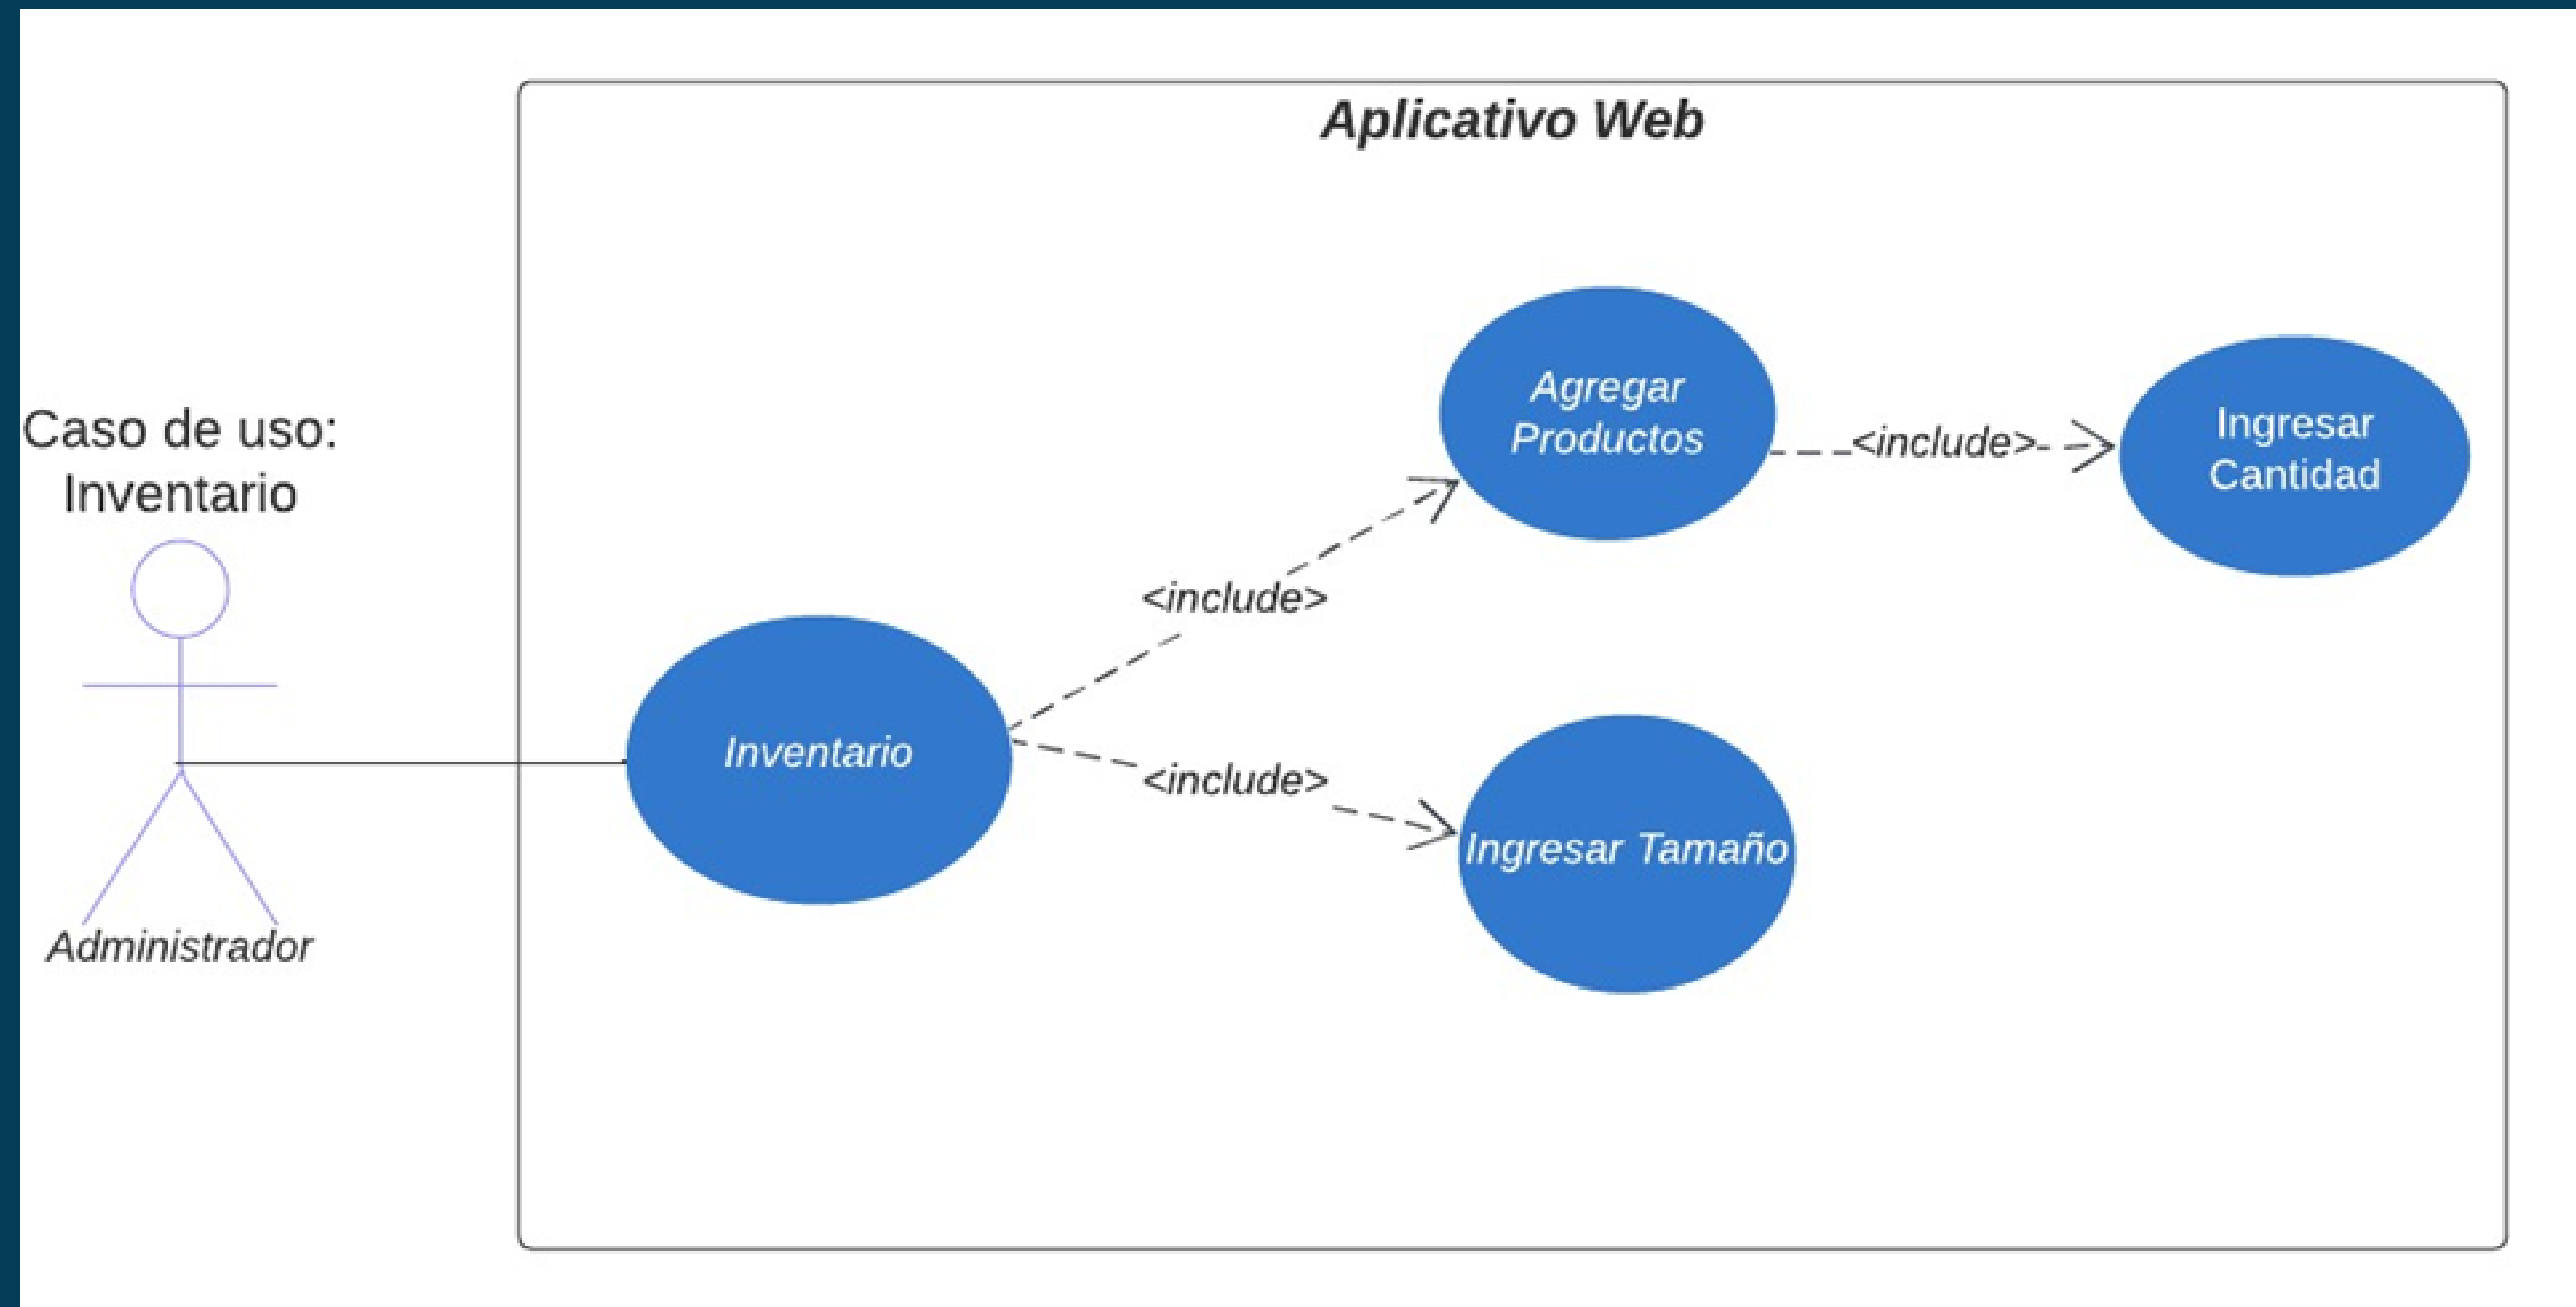 Aplicativo Web
Caso de uso:
Inventario
Administrador
Inventario
<include>
Agregar
Productos
<include>
Ingresar
Cantidad
<include>
Ingresar Tamaño